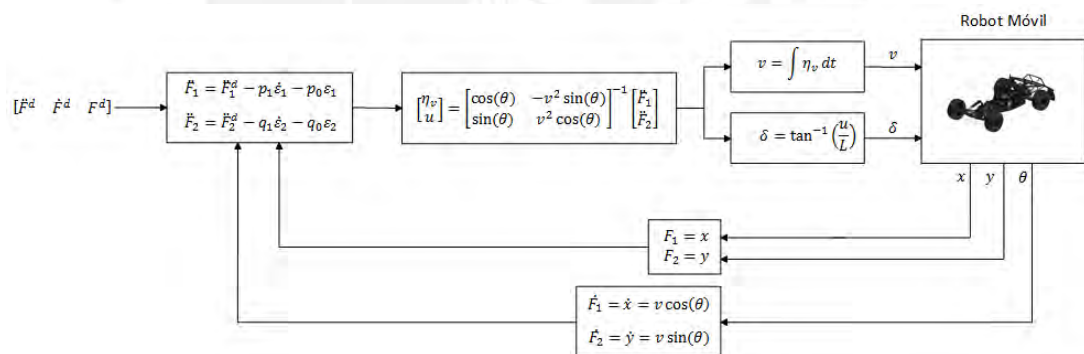 Robot Móvil
[F̈ᵈ Ḟᵈ Fᵈ]
F̈₁ = F̈₁ᵈ − p₁ε̇₁ − p₀ε₁
F̈₂ = F̈₂ᵈ − q₁ε̇₂ − q₀ε₂
[η_v; u] = [cos(θ) −v² sin(θ); sin(θ) v² cos(θ)]⁻¹ [F̈₁; F̈₂]
v = ∫ η_v dt
v
δ = tan⁻¹(u/L)
δ
x y θ
F₁ = x
F₂ = y
Ḟ₁ = ẋ = v cos(θ)
Ḟ₂ = ẏ = v sin(θ)